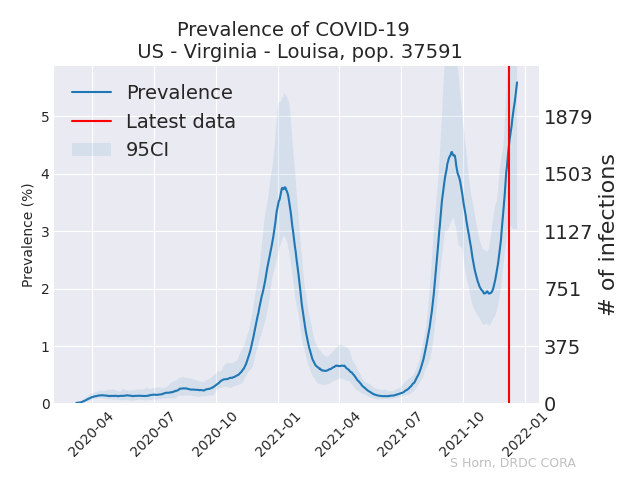 Prevalence of COVID-19
US - Virginia - Louisa, pop. 37591
Prevalence
Latest data
95CI
Prevalence (%)
5
4
3
2
1
0
1879
1503
1127
751
375
0
# of infections
2020-04
2020-07
2020-10
2021-01
2021-04
2021-07
2021-10
2022-01
S Horn, DRDC CORA